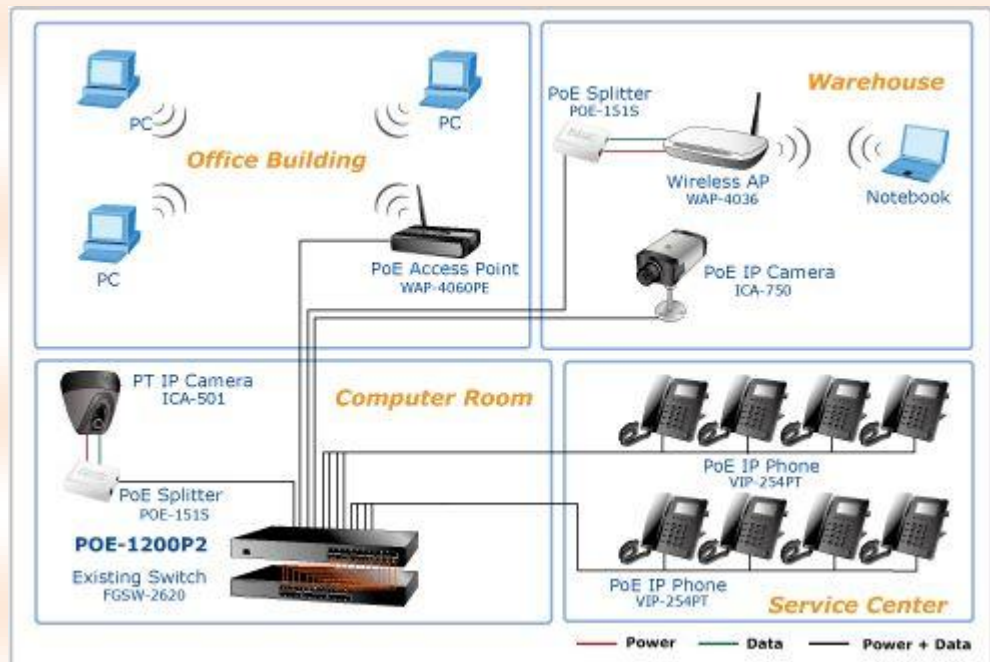 PC
PC
Office Building
PC
PoE Access Point
WAP-4060PE
PoE Splitter
POE-151S
Warehouse
Wireless AP
WAP-4036
Notebook
PoE IP Camera
ICA-750
PT IP Camera
ICA-501
Computer Room
PoE Splitter
POE-151S
POE-1200P2
Existing Switch
FGSW-2620
PoE IP Phone
VIP-254PT
PoE IP Phone
VIP-254PT
Service Center
Power
Data
Power + Data